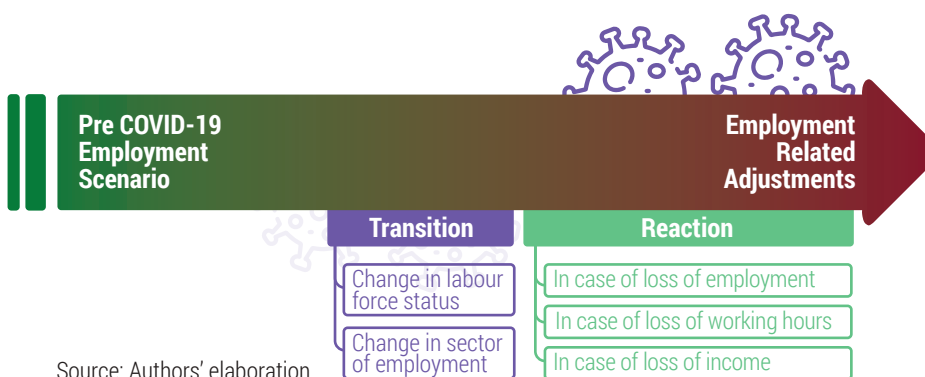 Pre COVID-19
Employment
Scenario
Employment
Related
Adjustments
Transition
Reaction
Change in labour
force status
Change in sector
of employment
In case of loss of employment
In case of loss of working hours
In case of loss of income
Source: Authors' elaboration